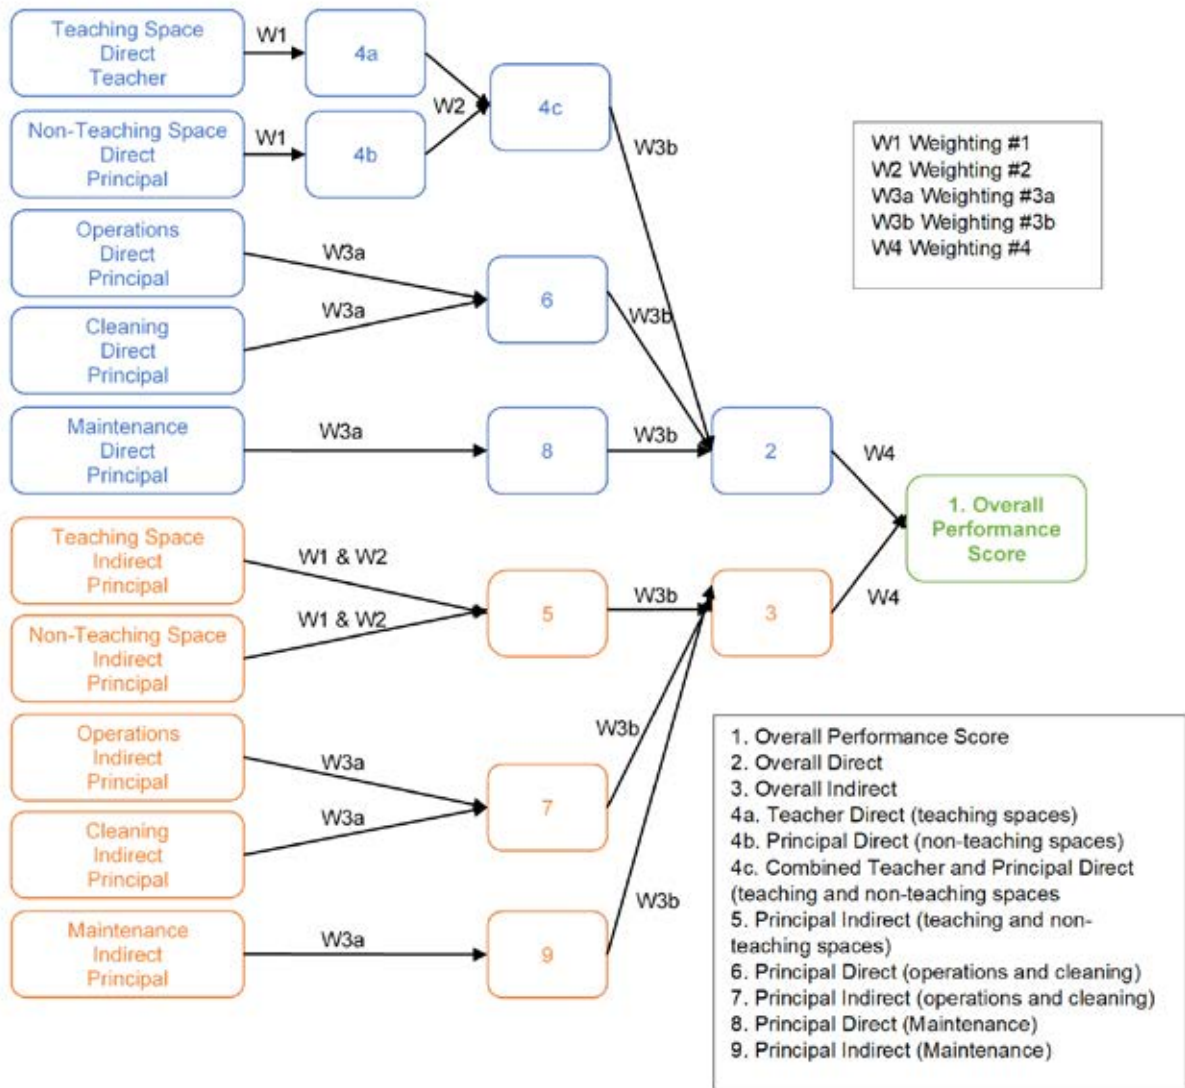 Teaching Space
Direct
Teacher
W1
4a
Non-Teaching Space
Direct
Principal
W1
4b
W2
4c
W3b
Operations
Direct
Principal
W3a
Cleaning
Direct
Principal
W3a
6
W3b
Maintenance
Direct
Principal
W3a
8
W3b
2
W4
W1 Weighting #1
W2 Weighting #2
W3a Weighting #3a
W3b Weighting #3b
W4 Weighting #4
1. Overall
Performance
Score
Teaching Space
Indirect
Principal
W1 & W2
Non-Teaching Space
Indirect
Principal
W1 & W2
5
W3b
3
W4
Operations
Indirect
Principal
W3a
Cleaning
Indirect
Principal
W3a
7
W3b
Maintenance
Indirect
Principal
W3a
9
W3b
1. Overall Performance Score
2. Overall Direct
3. Overall Indirect
4a. Teacher Direct (teaching spaces)
4b. Principal Direct (non-teaching spaces)
4c. Combined Teacher and Principal Direct
(teaching and non-teaching spaces
5. Principal Indirect (teaching and non-
teaching spaces)
6. Principal Direct (operations and cleaning)
7. Principal Indirect (operations and cleaning)
8. Principal Direct (Maintenance)
9. Principal Indirect (Maintenance)